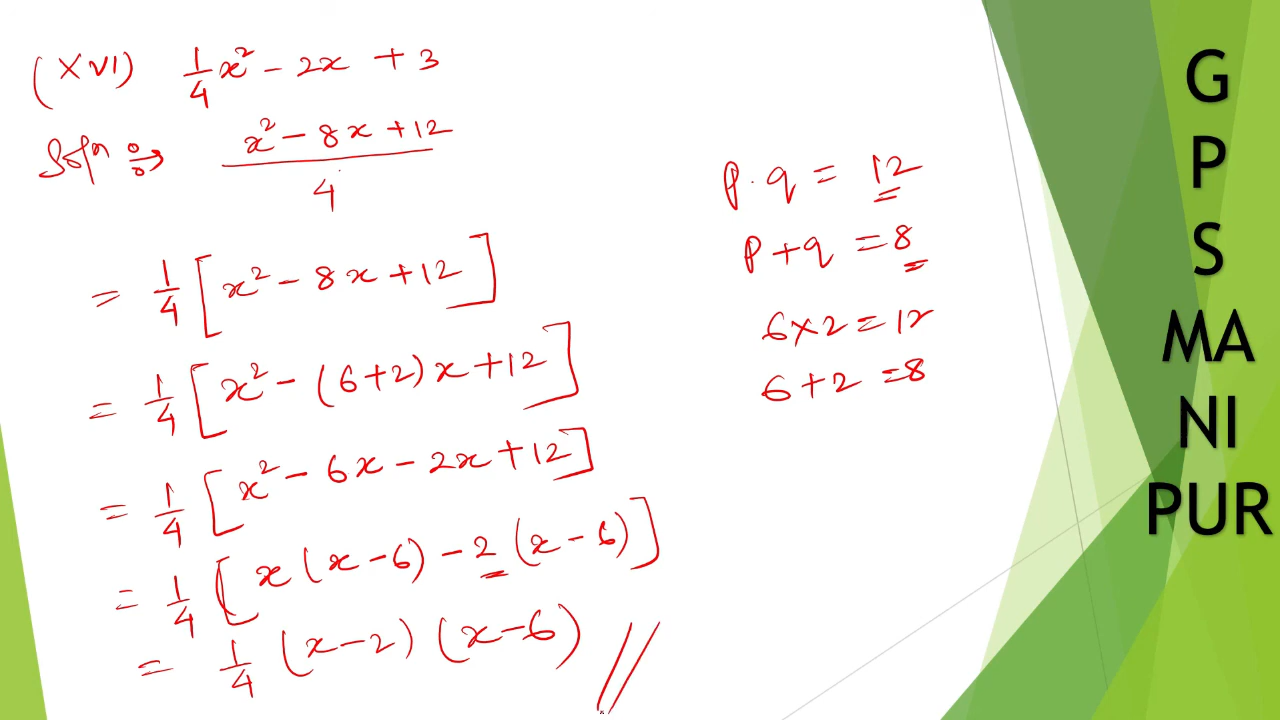 (XVI) 1/4 x² - 2x + 3
Solⁿ :→ x² - 8x + 12 / 4
= 1/4 [x² - 8x + 12]
= 1/4 [x² - (6+2)x + 12]
= 1/4 [x² - 6x - 2x + 12]
= 1/4 [x(x-6) - 2(x-6)]
= 1/4 (x-2) (x-6) //
p.q = 12
p+q = 8
6×2 = 12
6+2 = 8
G
P
S
MA
NI
PUR